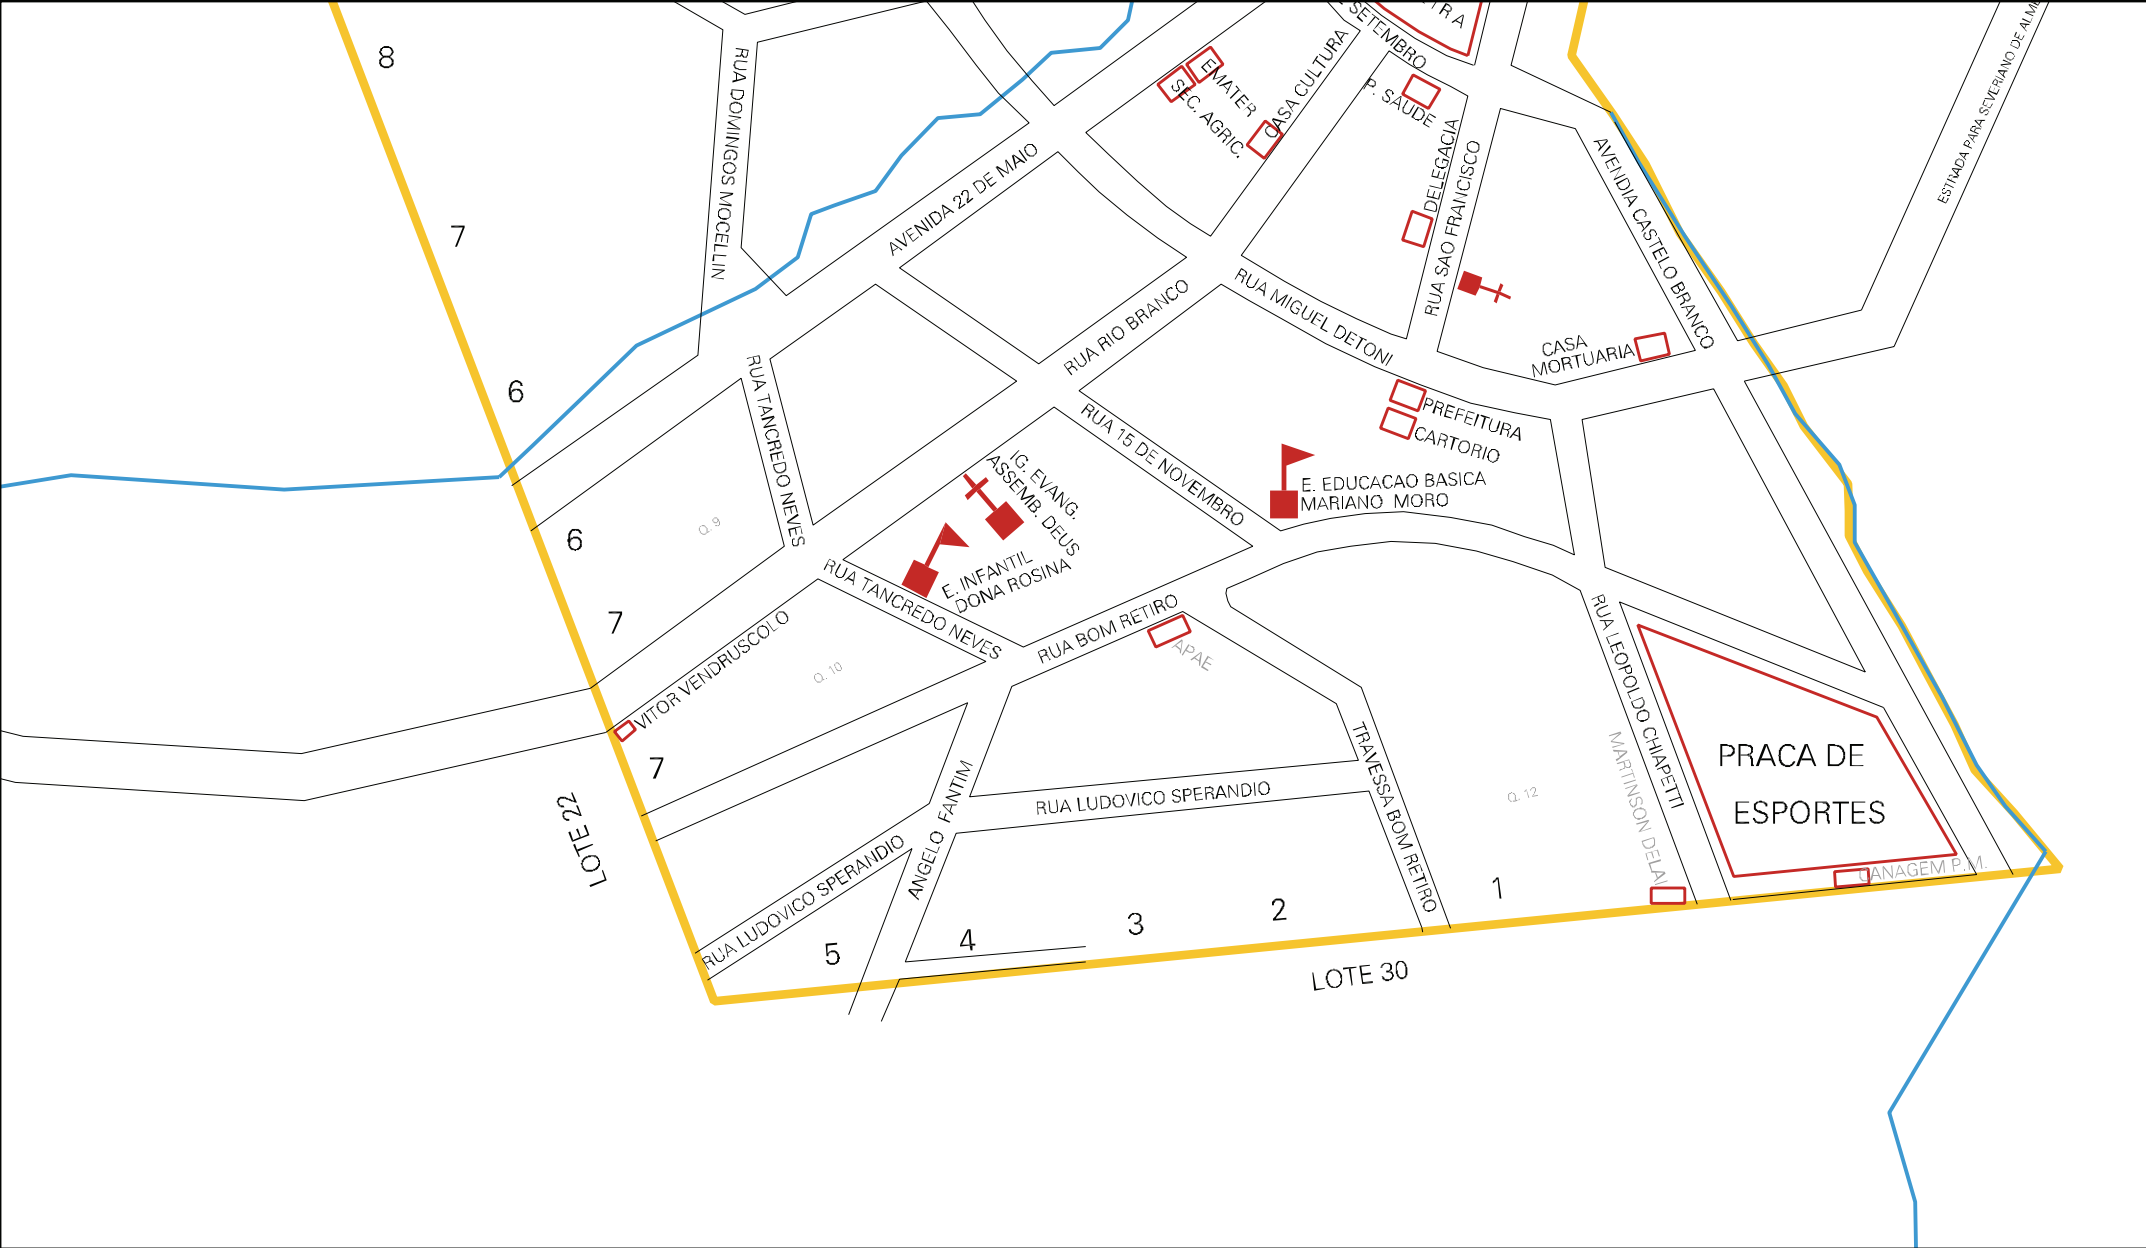 8
7
6
6
7
7
LOTE 22
RUA DOMINGOS MOCELLIN
AVENIDA 22 DE MAIO
EMATER
SEC. AGRIC.
CASA CULTURA
SETEMBRO
P. SAUDE
DELEGACIA
RUA SAO FRANCISCO
AVENDIA CASTELO BRANCO
RUA RIO BRANCO
RUA MIGUEL DETONI
CASA
MORTUARIA
PREFEITURA
CARTORIO
RUA TANCREDO NEVES
RUA 15 DE NOVEMBRO
E. EDUCACAO BASICA
MARIANO MORO
IG. EVANG.
ASSEMB. DEUS
Q. 9
E. INFANTIL
DONA ROSINA
RUA TANCREDO NEVES
RUA BOM RETIRO
APAE
VITOR VENDRUSCOLO
Q. 10
RUA LEOPOLDO CHIAPETTI
MARTINSON DELAI
PRACA DE
ESPORTES
CANAGEM P.M.
TRAVESSA BOM RETIRO
Q. 12
RUA LUDOVICO SPERANDIO
ANGELO FANTIM
RUA LUDOVICO SPERANDIO
5
4
3
2
1
LOTE 30
ESTRADA PARA SEVERIANO DE ALME